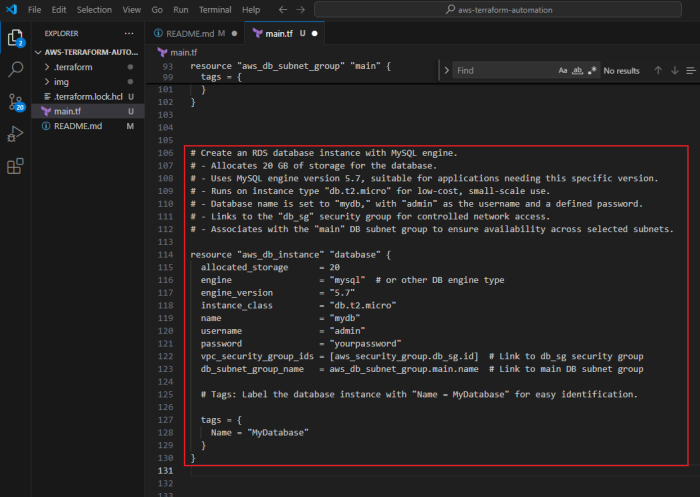 File Edit Selection View Go Run Terminal Help
aws-terraform-automation
EXPLORER
README.md M
main.tf U
AWS-TERRAFORM-AUTO...
.terraform
img
.terraform.lock.hcl U
main.tf U
README.md M
2
20
main.tf
Find
Aa
ab
No results
93 resource "aws_db_subnet_group" "main" {
99 tags = {
101 }
102 }
103
104
105
106 # Create an RDS database instance with MySQL engine.
107 # - Allocates 20 GB of storage for the database.
108 # - Uses MySQL engine version 5.7, suitable for applications needing this specific version.
109 # - Runs on instance type "db.t2.micro" for low-cost, small-scale use.
110 # - Database name is set to "mydb," with "admin" as the username and a defined password.
111 # - Links to the "db_sg" security group for controlled network access.
112 # - Associates with the "main" DB subnet group to ensure availability across selected subnets.
113
114 resource "aws_db_instance" "database" {
115 allocated_storage = 20
116 engine = "mysql" # or other DB engine type
117 engine_version = "5.7"
118 instance_class = "db.t2.micro"
119 name = "mydb"
120 username = "admin"
121 password = "yourpassword"
122 vpc_security_group_ids = [aws_security_group.db_sg.id] # Link to db_sg security group
123 db_subnet_group_name = aws_db_subnet_group.main.name # Link to main DB subnet group
124
125 # Tags: Label the database instance with "Name = MyDatabase" for easy identification.
126
127 tags = {
128 Name = "MyDatabase"
129 }
130 }
131
132
133